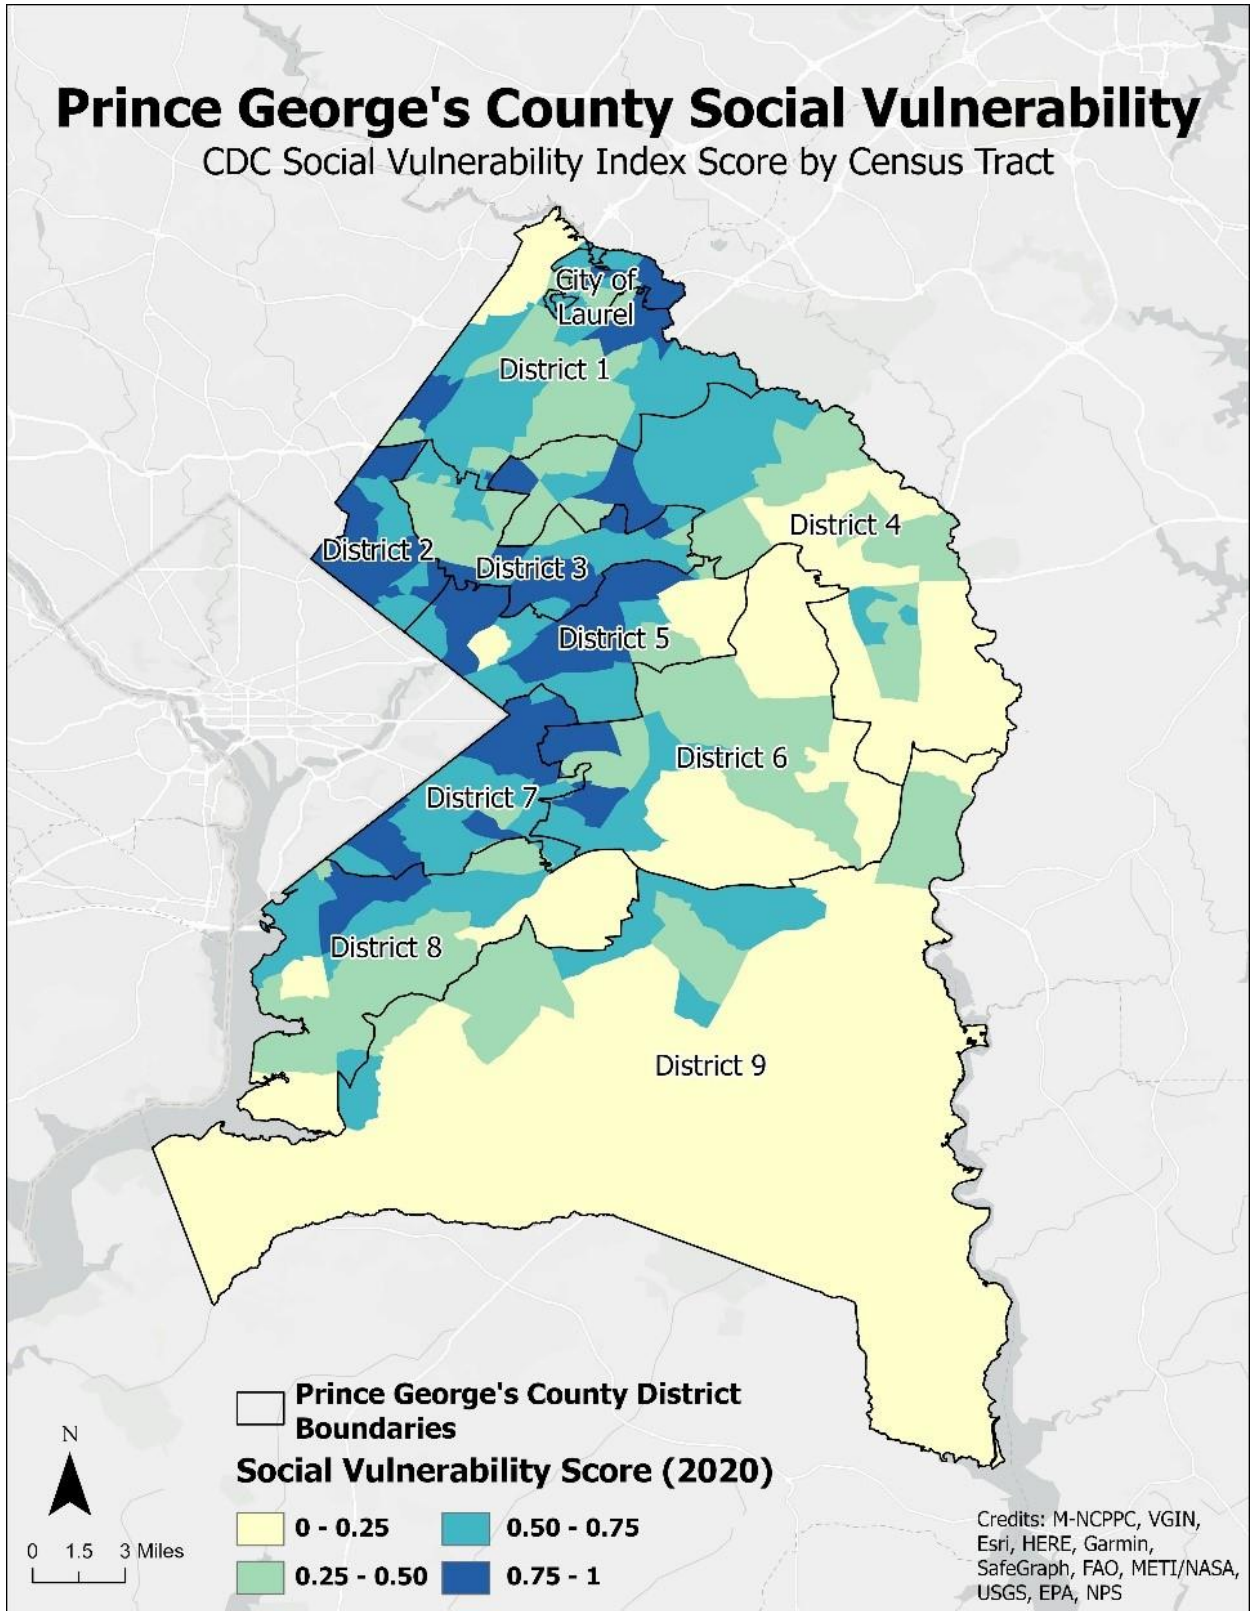 Prince George's County Social Vulnerability
CDC Social Vulnerability Index Score by Census Tract
City of
Laurel
District 1
District 4
District 2
District 3
District 5
District 6
District 7
District 8
District 9
Prince George's County District
Boundaries
Social Vulnerability Score (2020)
0 - 0.25
0.50 - 0.75
0.25 - 0.50
0.75 - 1
N
0 1.5 3 Miles
Credits: M-NCPPC, VGIN,
Esri, HERE, Garmin,
SafeGraph, FAO, METI/NASA,
USGS, EPA, NPS